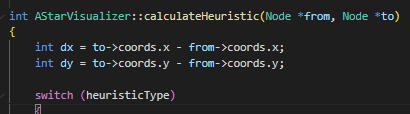 int AStarVisualizer::calculateHeuristic(Node *from, Node *to)
{
    int dx = to->coords.x - from->coords.x;
    int dy = to->coords.y - from->coords.y;
    switch (heuristicType)
    {